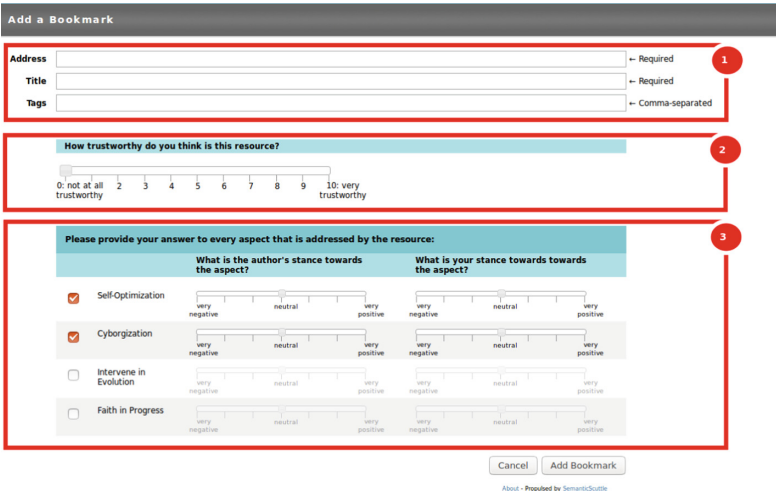 Add a Bookmark
Address ← Required 1
Title ← Required
Tags ← Comma-separated
How trustworthy do you think is this resource? 2
0: not at all trustworthy 2 3 4 5 6 7 8 9 10: very trustworthy
Please provide your answer to every aspect that is addressed by the resource: 3
What is the author's stance towards the aspect? What is your stance towards towards the aspect?
Self-Optimization
very negative neutral very positive very negative neutral very positive
Cyborgization
very negative neutral very positive very negative neutral very positive
Intervene in Evolution
very negative neutral very positive very negative neutral very positive
Faith in Progress
very negative neutral very positive very negative neutral very positive
Cancel Add Bookmark
About - Propulsed by SemanticScuttle